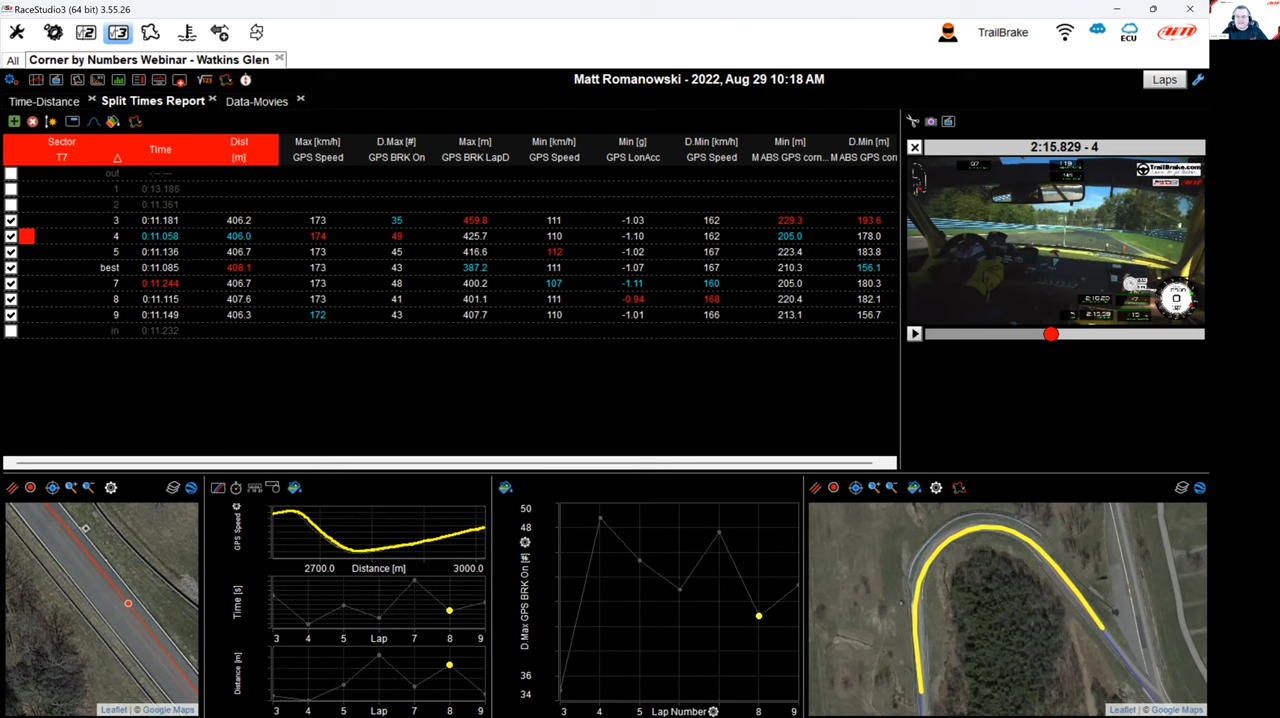 RaceStudio3 (64 bit) 3.55.26
TrailBrake
ECU
All Corner by Numbers Webinar - Watkins Glen
Matt Romanowski - 2022, Aug 29 10:18 AM
Laps
Time-Distance Split Times Report Data-Movies
Sector T7 Time Dist [m] Max [km/h] GPS Speed D.Max [#] GPS BRK On Max [m] GPS BRK LapD Min [km/h] GPS Speed Min [g] GPS LonAcc D.Min [km/h] GPS Speed Min [m] M ABS GPS corn... D.Min [m] M ABS GPS con
out -:--.---
1 0:13.186
2 0:11.361
3 0:11.181 406.2 173 35 459.8 111 -1.03 162 229.3 193.6
4 0:11.058 406.0 174 49 425.7 110 -1.10 162 205.0 178.0
5 0:11.136 406.7 173 45 416.6 112 -1.02 167 223.4 183.8
best 0:11.085 408.1 173 43 387.2 111 -1.07 167 210.3 156.1
7 0:11.244 406.7 173 48 400.2 107 -1.11 160 205.0 180.3
8 0:11.115 407.6 173 41 401.1 111 -0.94 168 220.4 182.1
9 0:11.149 406.3 172 43 407.7 110 -1.01 166 213.1 156.7
in 0:11.232
2:15.829 - 4
TrailBrake.com
Leaflet | © Google Maps
GPS Speed
2700.0 Distance [m] 3000.0
Time [s]
3 4 5 Lap 7 8 9
Distance [m]
3 4 5 Lap 7 8 9
50
48
D.Max GPS BRK On [#]
36
34
3 4 5 Lap Number 8 9
Leaflet | © Google Maps